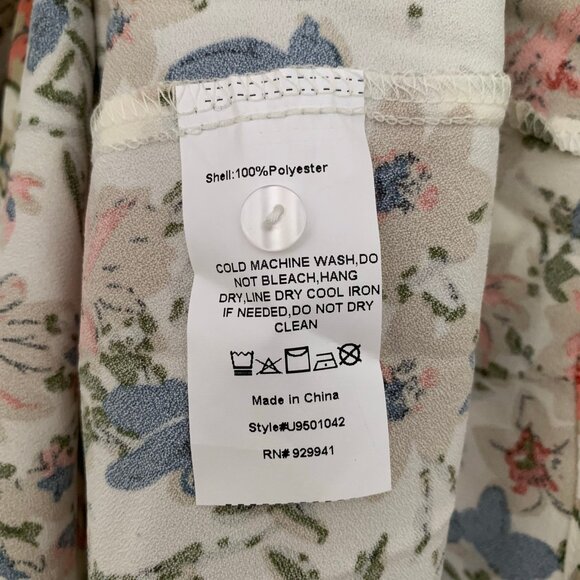 Shell:100%Polyester
COLD MACHINE WASH,DO
NOT BLEACH,HANG
DRY,LINE DRY COOL IRON
IF NEEDED,DO NOT DRY
CLEAN
Made in China
Style#U9501042
RN# 929941